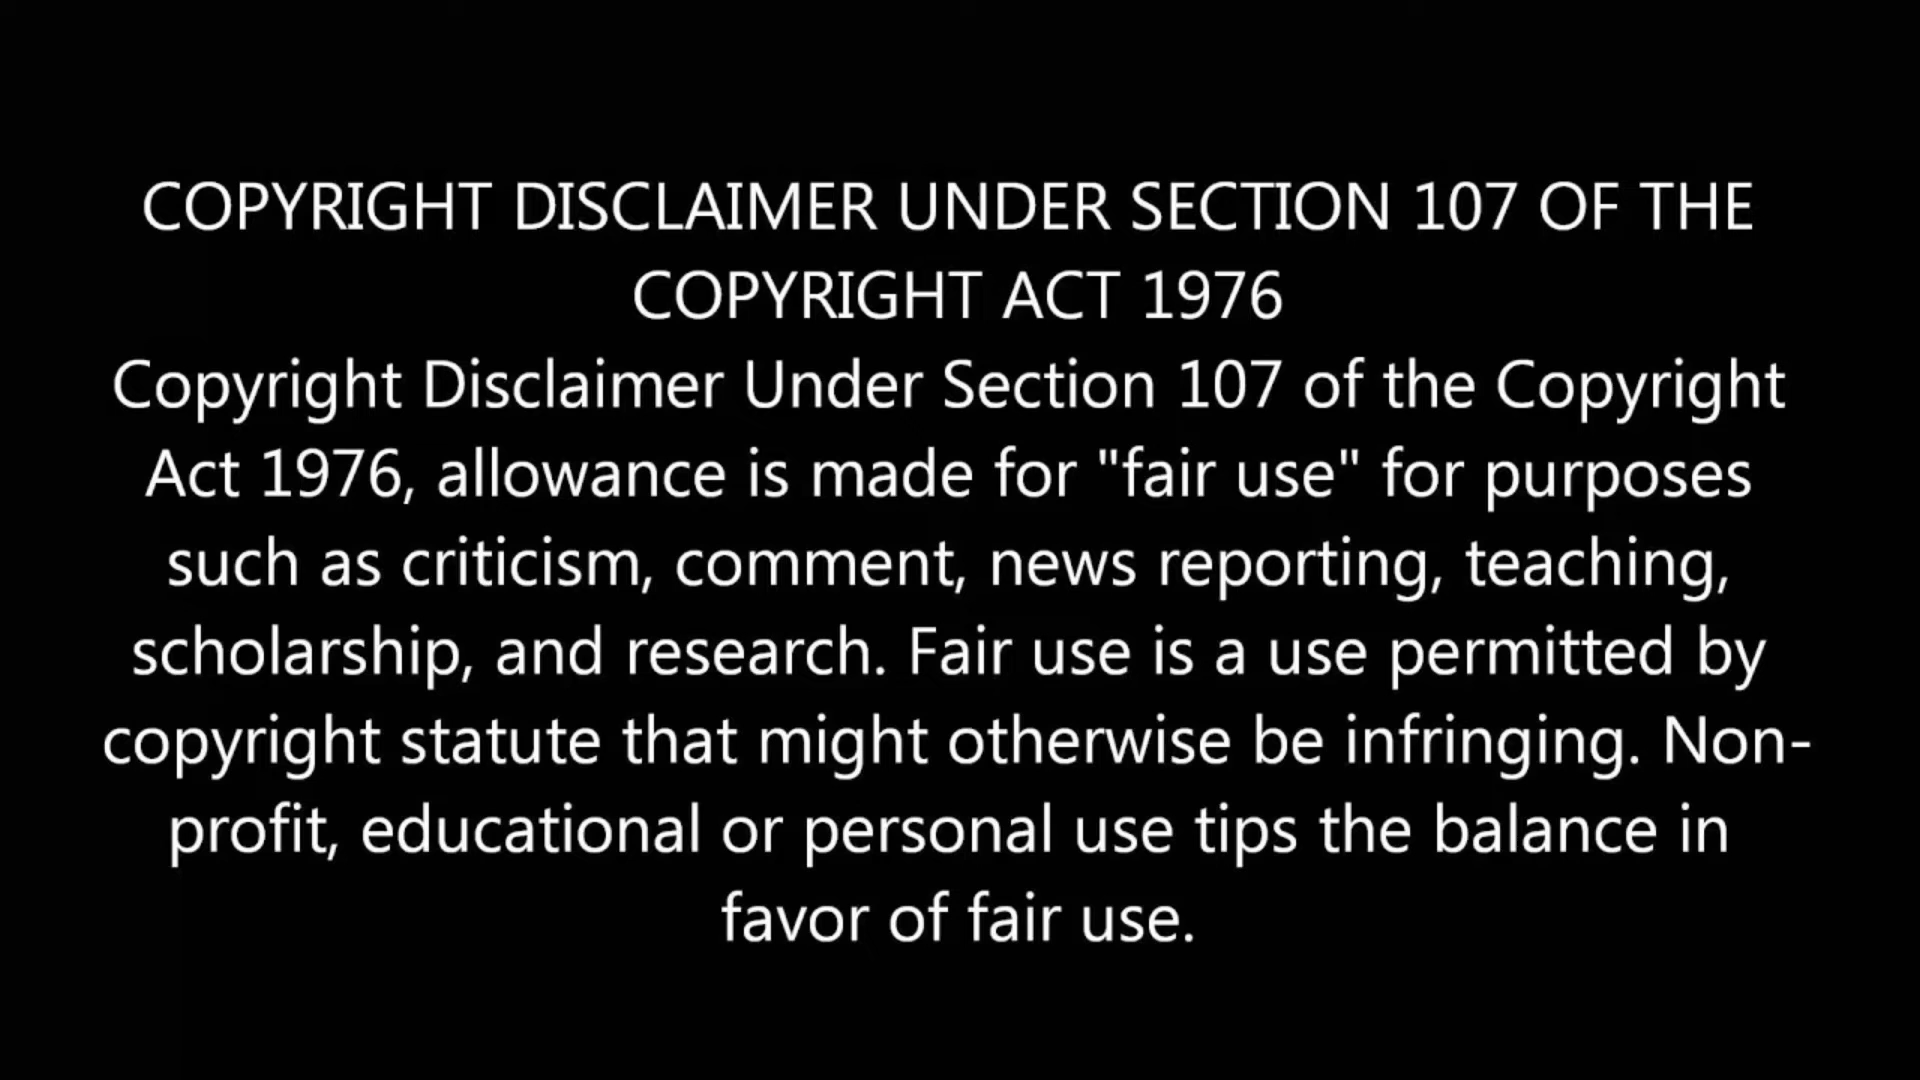 COPYRIGHT DISCLAIMER UNDER SECTION 107 OF THE
COPYRIGHT ACT 1976
Copyright Disclaimer Under Section 107 of the Copyright
Act 1976, allowance is made for "fair use" for purposes
such as criticism, comment, news reporting, teaching,
scholarship, and research. Fair use is a use permitted by
copyright statute that might otherwise be infringing. Non-
profit, educational or personal use tips the balance in
favor of fair use.